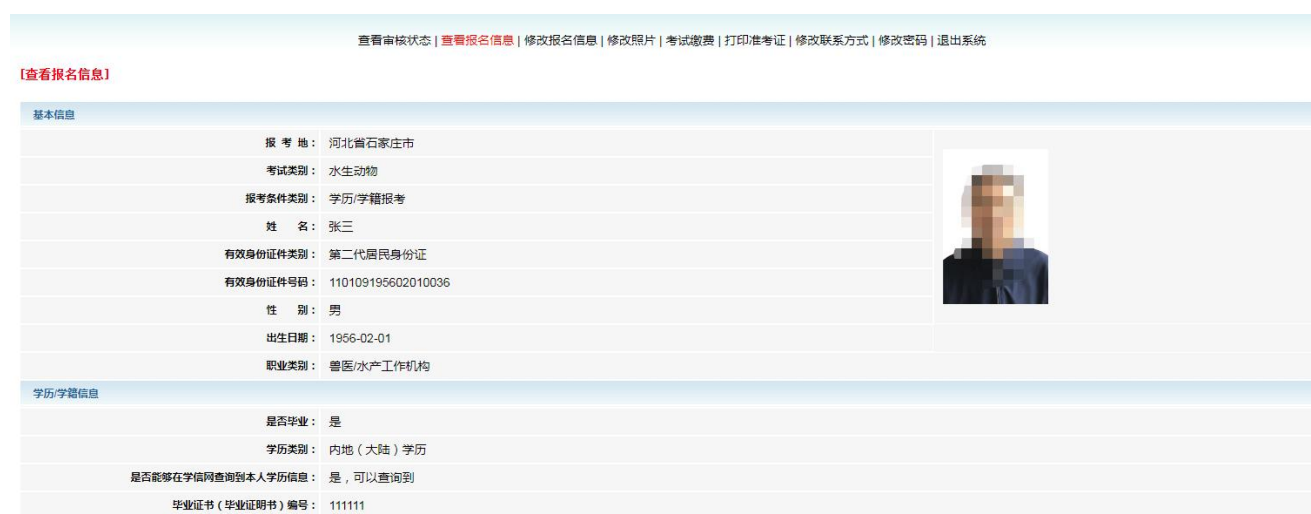 查看审核状态 | 查看报名信息 | 修改报名信息 | 修改照片 | 考试缴费 | 打印准考证 | 修改联系方式 | 修改密码 | 退出系统
[查看报名信息]
基本信息
报 考 地： 河北省石家庄市
考试类别： 水生动物
报考条件类别： 学历/学籍报考
姓 名： 张三
有效身份证件类别： 第二代居民身份证
有效身份证件号码： 110109195602010036
性 别： 男
出生日期： 1956-02-01
职业类别： 兽医/水产工作机构
学历/学籍信息
是否毕业： 是
学历类别： 内地（大陆）学历
是否能够在学信网查询到本人学历信息： 是，可以查询到
毕业证书（毕业证明书）编号： 111111